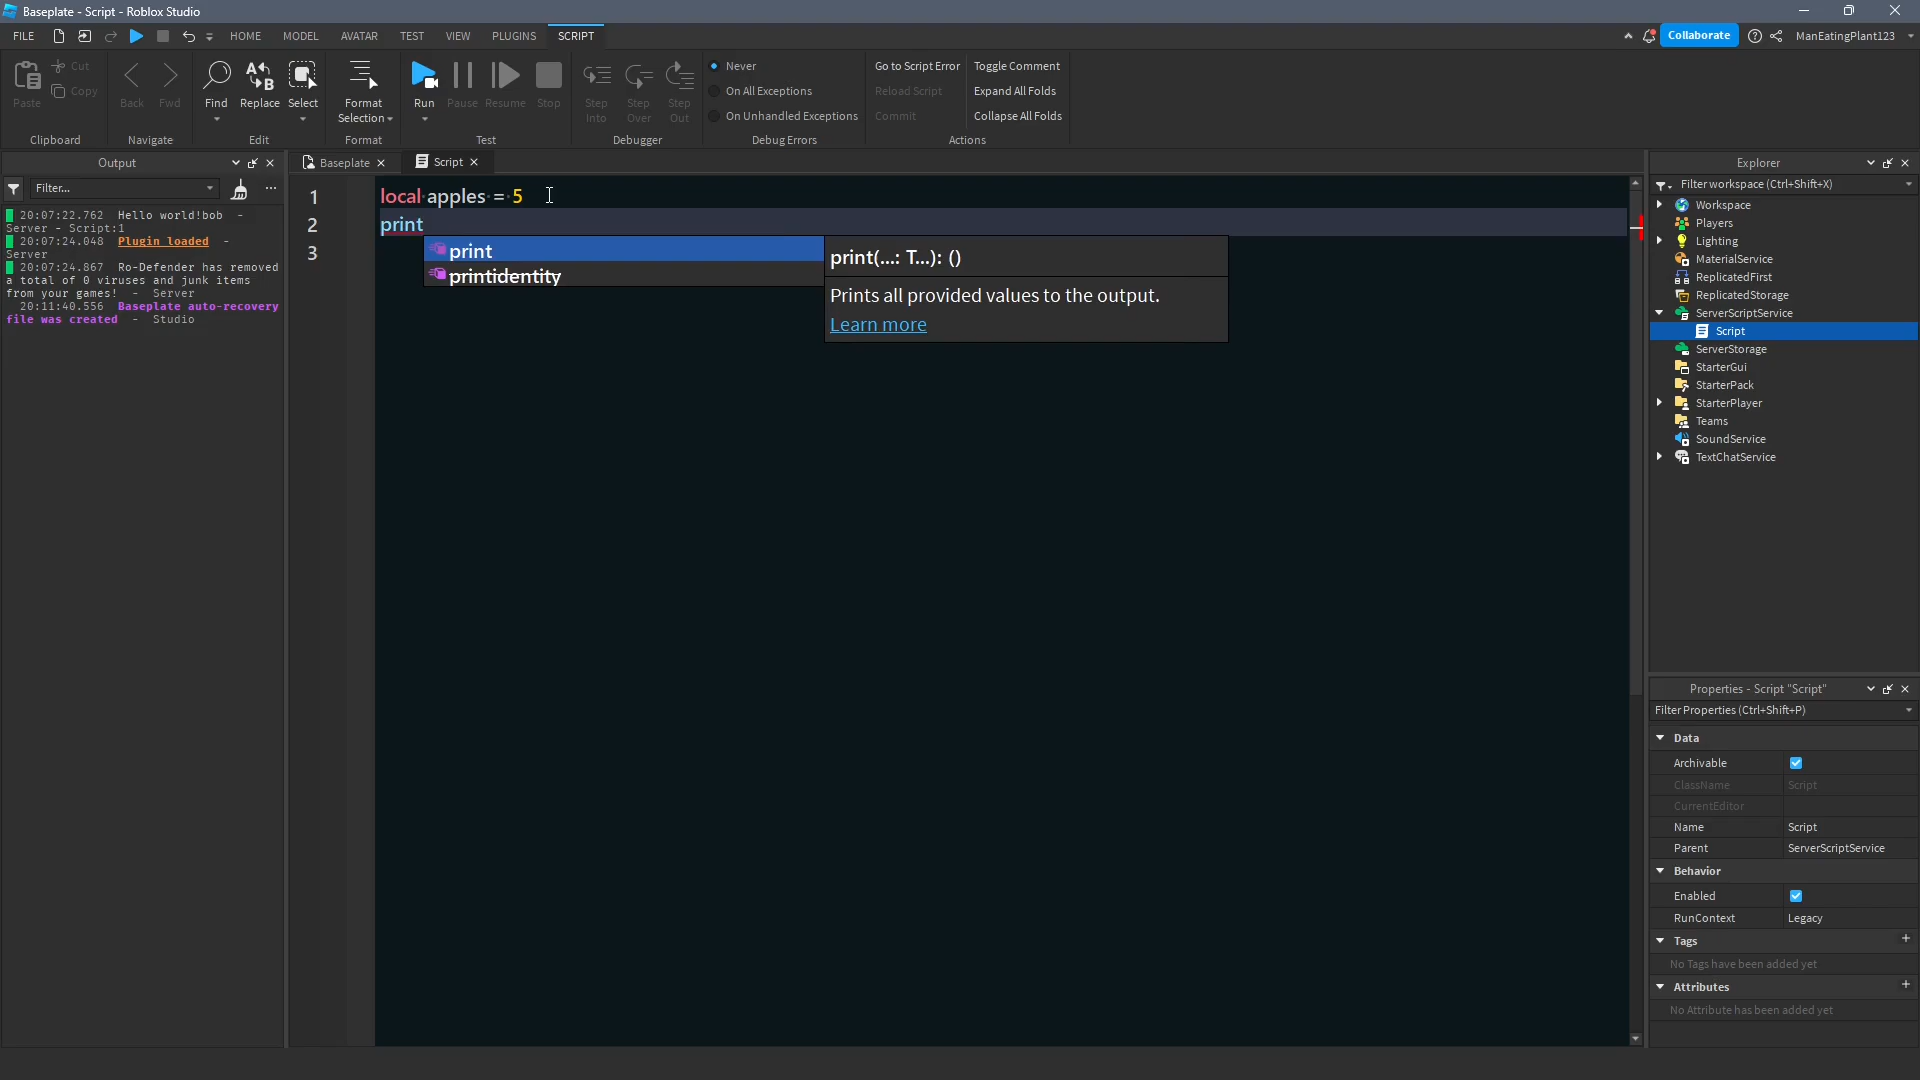 Baseplate - Script - Roblox Studio
FILE HOME MODEL AVATAR TEST VIEW PLUGINS SCRIPT Collaborate ManEatingPlant123
Paste Cut Copy
Back Fwd
Find Replace Select
Format Selection
Run Pause Resume Stop
Step Into Step Over Step Out
Never
On All Exceptions
On Unhandled Exceptions
Go to Script Error Toggle Comment
Reload Script Expand All Folds
Commit Collapse All Folds
Clipboard Navigate Edit Format Test Debugger Debug Errors Actions
Output
Filter...
20:07:22.762 Hello world!bob -
Server - Script:1
20:07:24.048 Plugin loaded -
Server
20:07:24.867 Ro-Defender has removed
a total of 0 viruses and junk items
from your games! - Server
20:11:40.556 Baseplate auto-recovery
file was created - Studio
Baseplate Script
1 local apples = 5
2 print
3
print
printidentity
print(...: T...): ()
Prints all provided values to the output.
Learn more
Explorer
Filter workspace (Ctrl+Shift+X)
Workspace
Players
Lighting
MaterialService
ReplicatedFirst
ReplicatedStorage
ServerScriptService
Script
ServerStorage
StarterGui
StarterPack
StarterPlayer
Teams
SoundService
TextChatService
Properties - Script "Script"
Filter Properties (Ctrl+Shift+P)
Data
Archivable
ClassName Script
CurrentEditor
Name Script
Parent ServerScriptService
Behavior
Enabled
RunContext Legacy
Tags
No Tags have been added yet
Attributes
No Attribute has been added yet